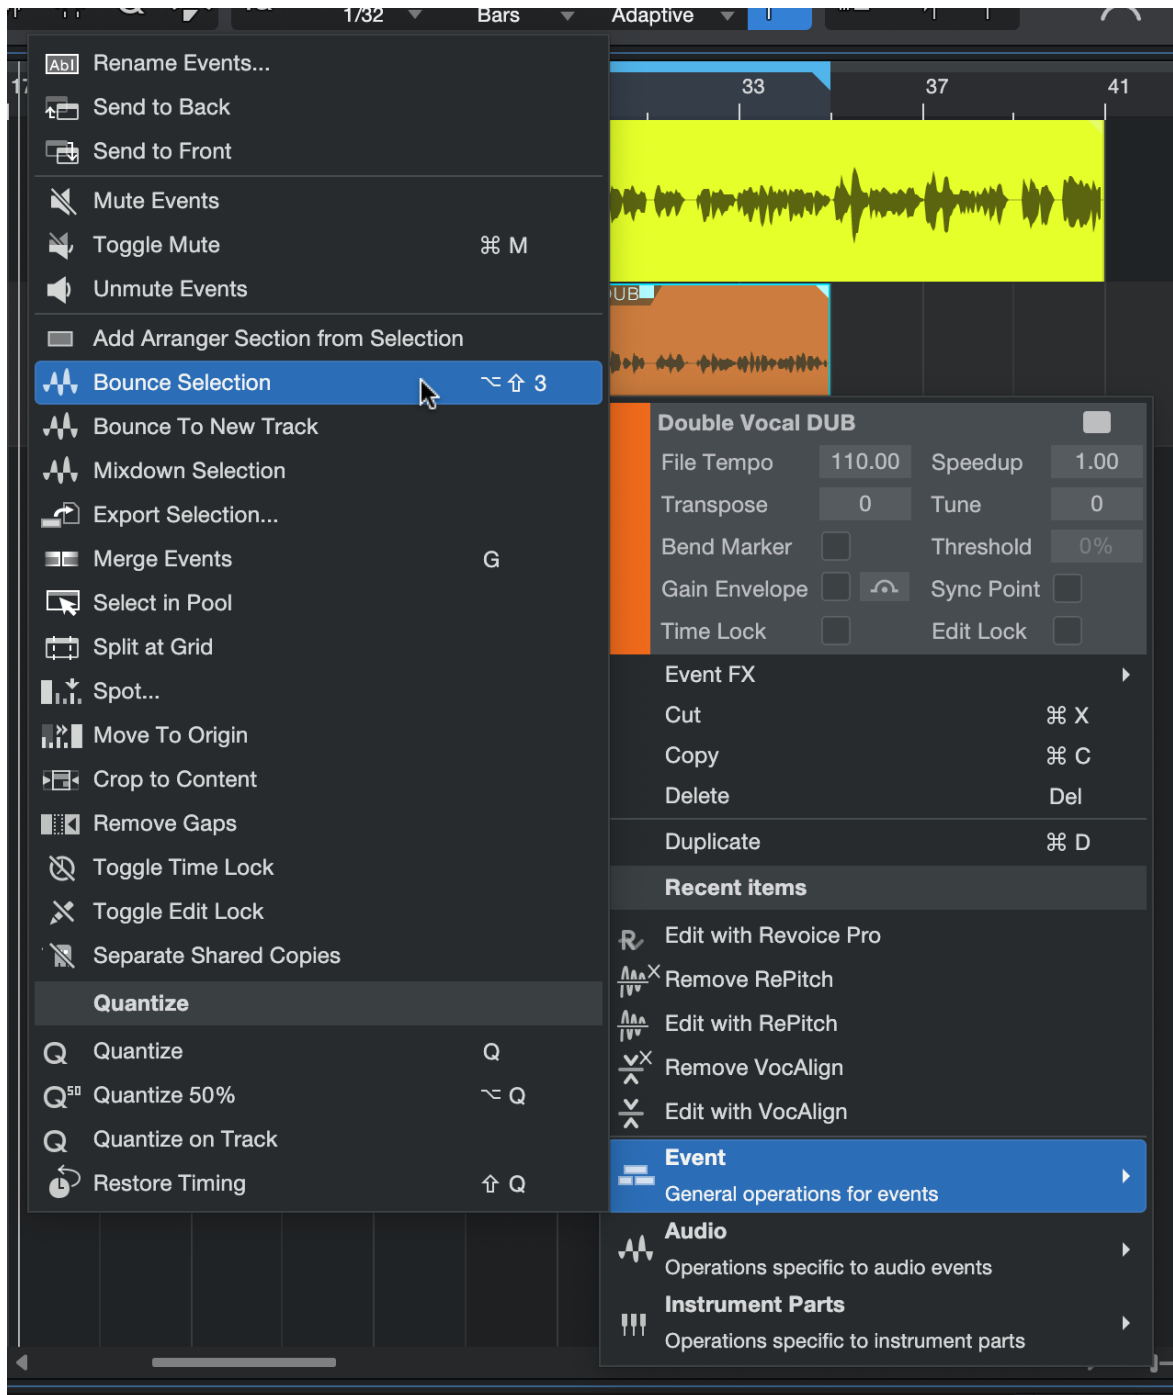 1/32 Bars Adaptive
33 37 41
Rename Events...
Send to Back
Send to Front
Mute Events
Toggle Mute ⌘ M
Unmute Events
Add Arranger Section from Selection
Bounce Selection ⌥ ⇧ 3
Bounce To New Track
Mixdown Selection
Export Selection...
Merge Events G
Select in Pool
Split at Grid
Spot...
Move To Origin
Crop to Content
Remove Gaps
Toggle Time Lock
Toggle Edit Lock
Separate Shared Copies
Quantize
Quantize Q
Quantize 50% ⌥ Q
Quantize on Track
Restore Timing ⇧ Q
Double Vocal DUB
File Tempo 110.00 Speedup 1.00
Transpose 0 Tune 0
Bend Marker Threshold 0%
Gain Envelope Sync Point
Time Lock Edit Lock
Event FX
Cut ⌘ X
Copy ⌘ C
Delete Del
Duplicate ⌘ D
Recent items
Edit with Revoice Pro
Remove RePitch
Edit with RePitch
Remove VocAlign
Edit with VocAlign
Event
General operations for events
Audio
Operations specific to audio events
Instrument Parts
Operations specific to instrument parts